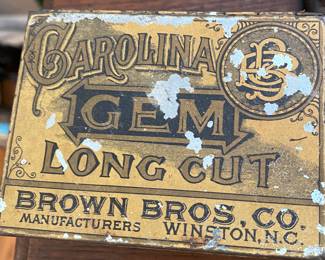 CAROLINA
GEM
LONG CUT
BROWN BROS. CO.
MANUFACTURERS WINSTON, N.C.